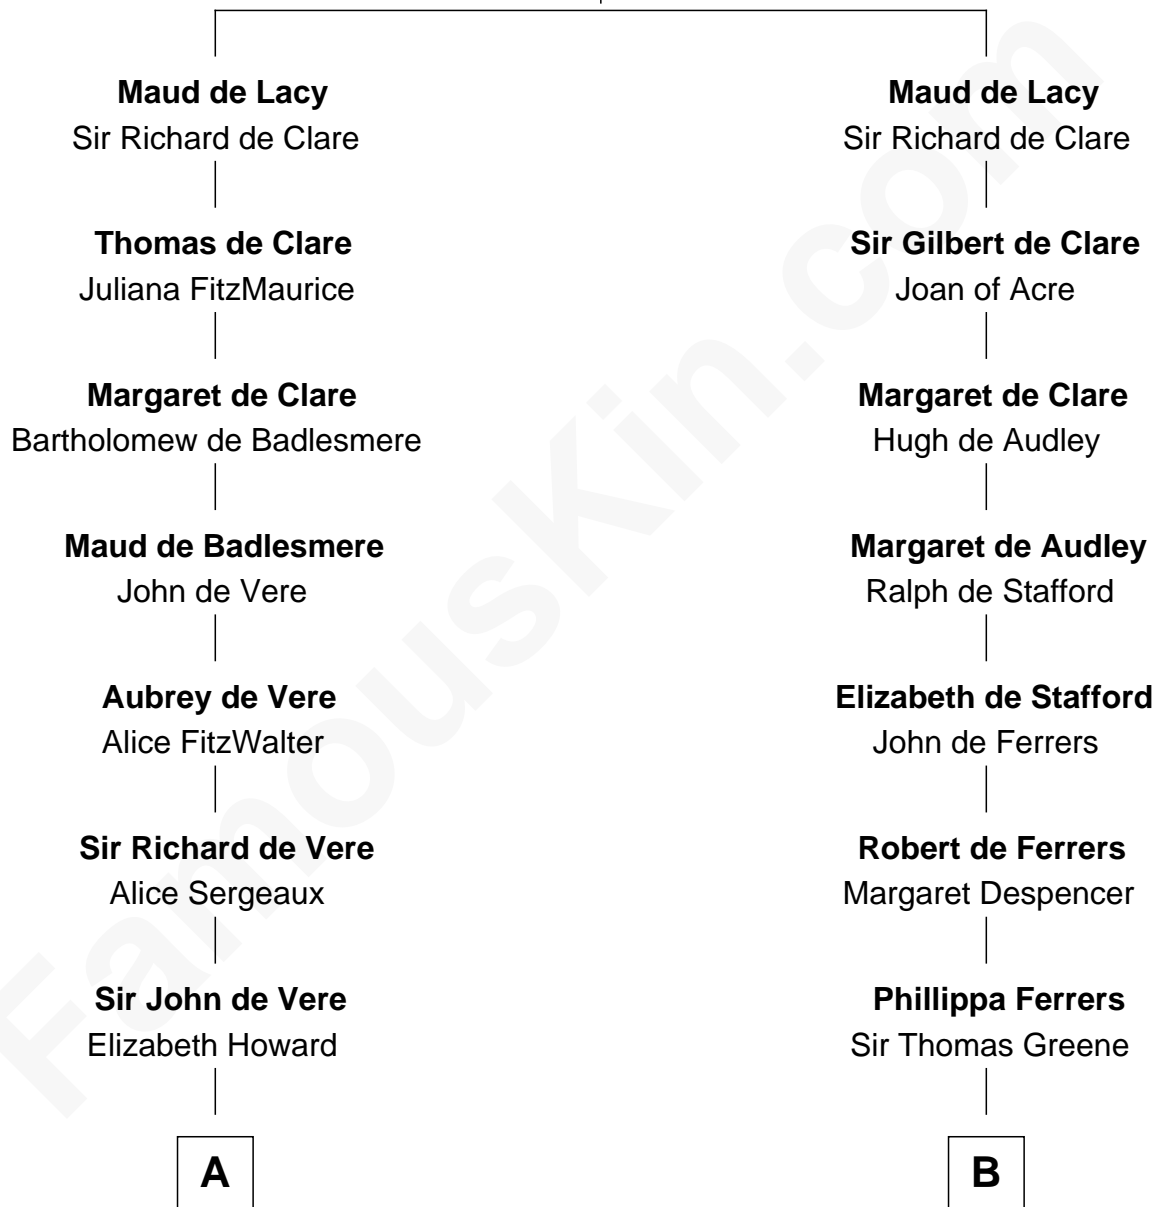 Maud de Lacy
Sir Richard de Clare
Thomas de Clare
Juliana FitzMaurice
Margaret de Clare
Bartholomew de Badlesmere
Maud de Badlesmere
John de Vere
Aubrey de Vere
Alice FitzWalter
Sir Richard de Vere
Alice Sergeaux
Sir John de Vere
Elizabeth Howard
A
Maud de Lacy
Sir Richard de Clare
Sir Gilbert de Clare
Joan of Acre
Margaret de Clare
Hugh de Audley
Margaret de Audley
Ralph de Stafford
Elizabeth de Stafford
John de Ferrers
Robert de Ferrers
Margaret Despencer
Phillippa Ferrers
Sir Thomas Greene
B
FamousKin.com